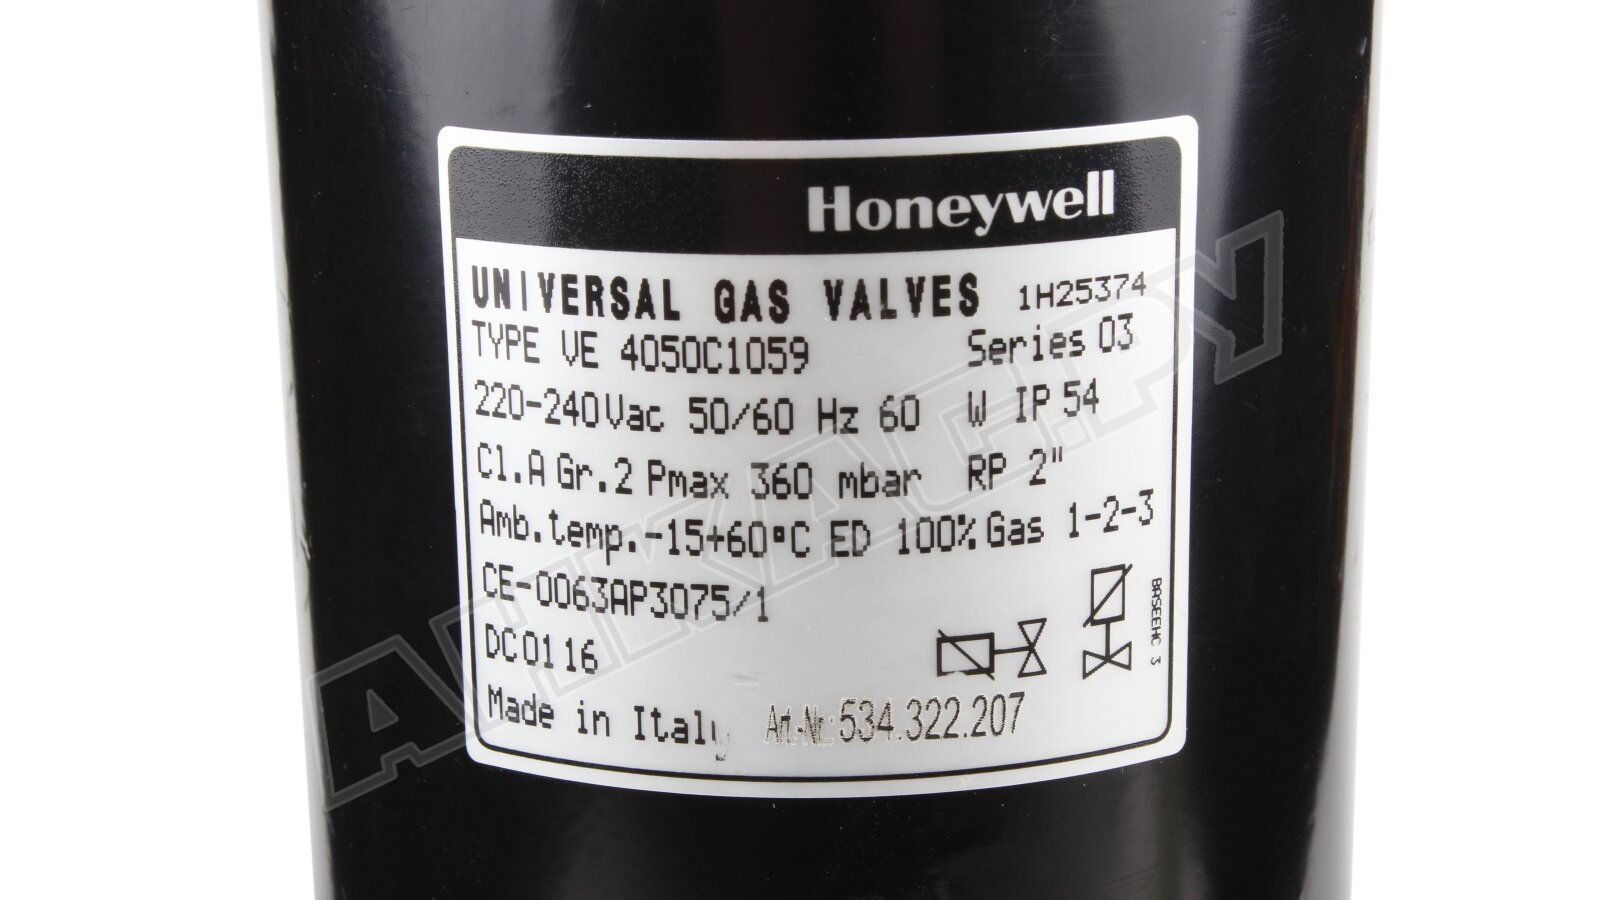 Honeywell
UNIVERSAL GAS VALVES 1H25374
TYPE VE 4050C1059 Series 03
220-240Vac 50/60 Hz 60 W IP 54
Cl.A Gr.2 Pmax 360 mbar RP 2"
Amb.temp.-15+60°C ED 100% Gas 1-2-3
CE-0063AP3075/1
DC0116
BASEEHC 3
Made in Italy Art.-Nr.: 534.322.207